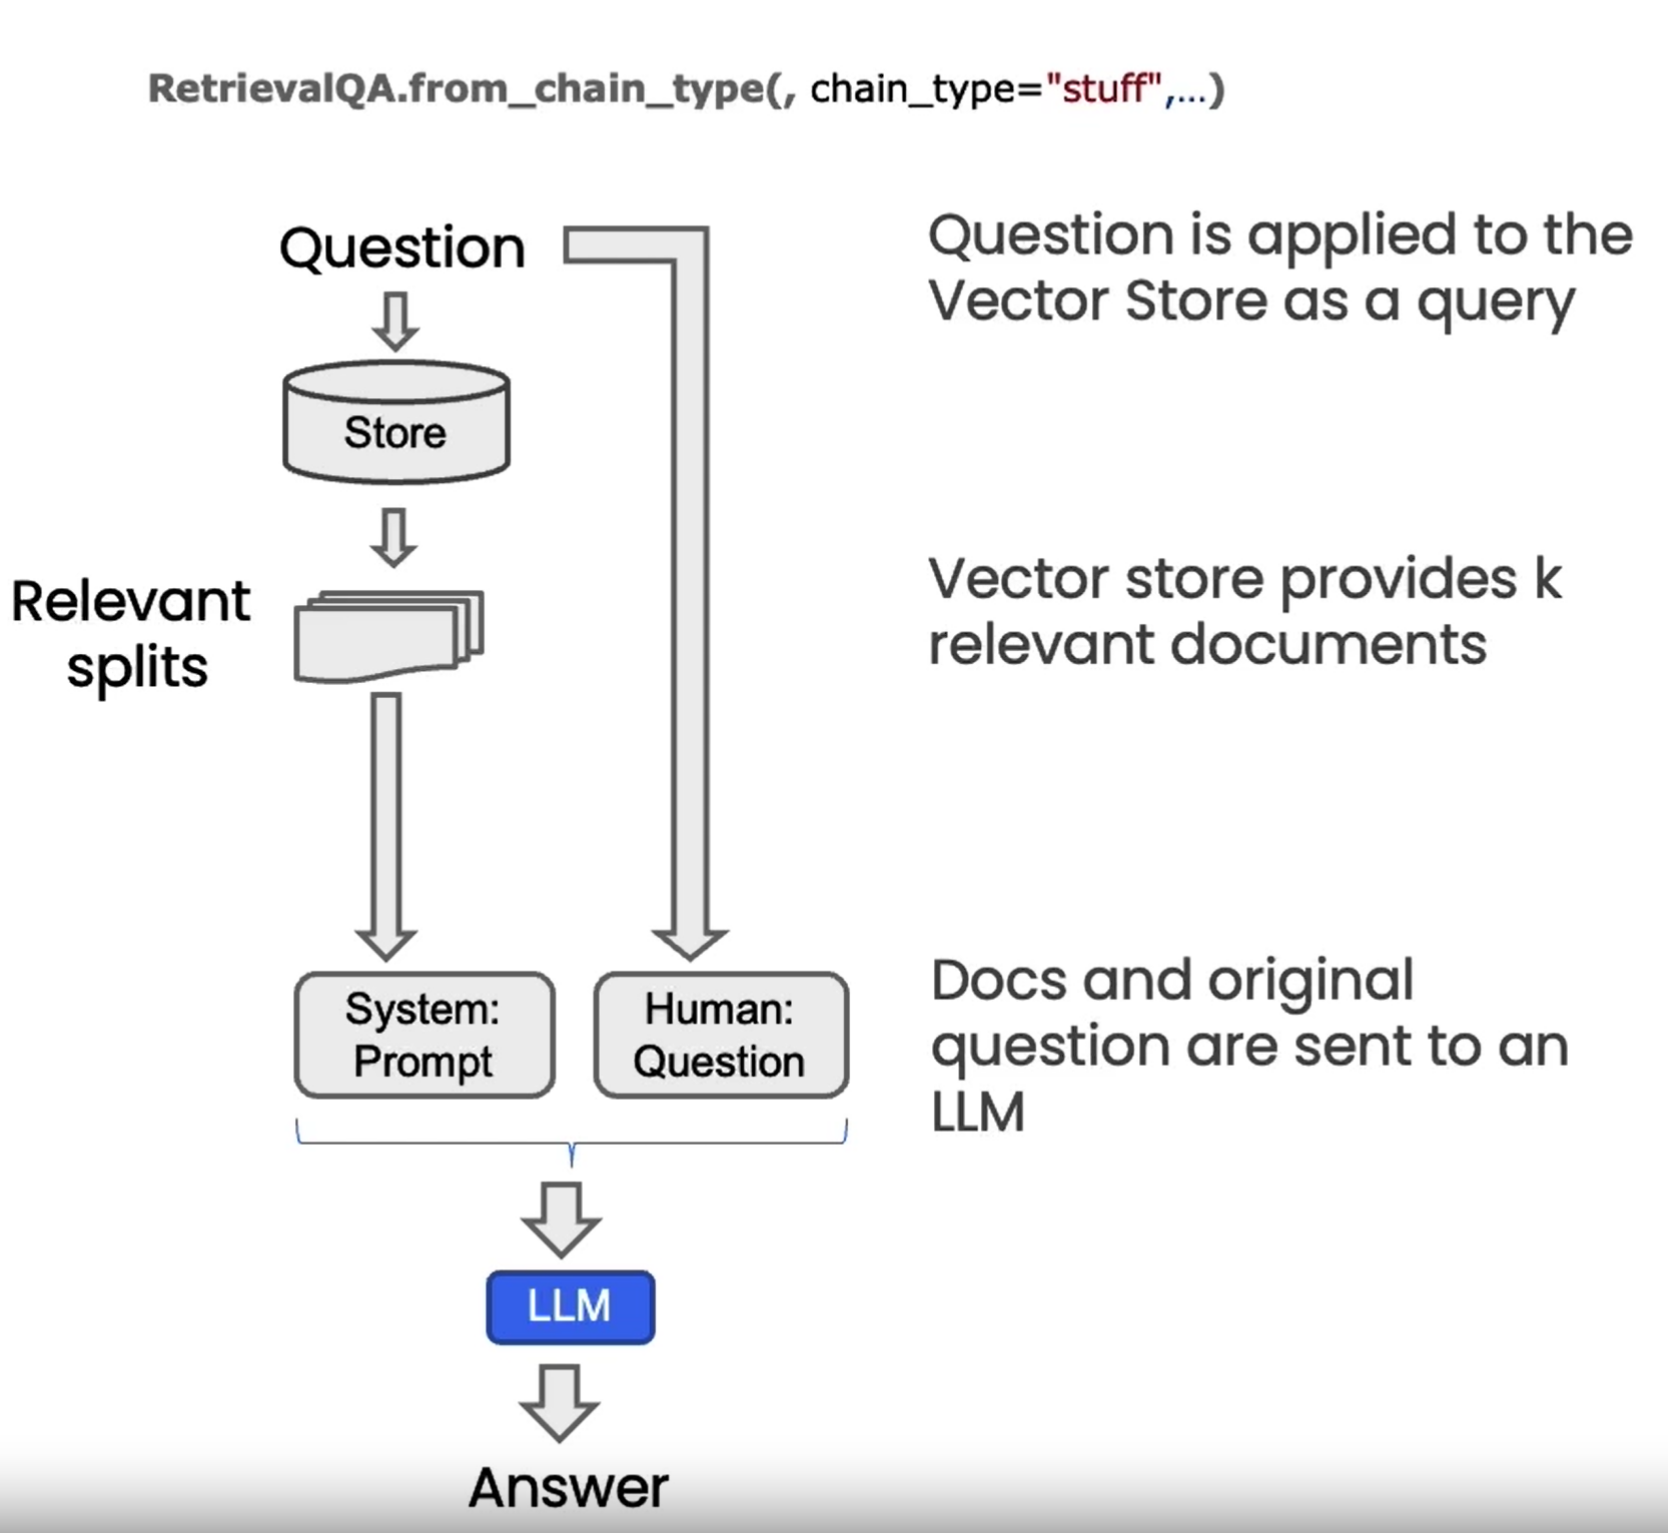 RetrievalQA.from_chain_type(, chain_type="stuff",...)
Question
Question is applied to the
Vector Store as a query
Store
Relevant
splits
Vector store provides k
relevant documents
System:
Prompt
Human:
Question
Docs and original
question are sent to an
LLM
LLM
Answer